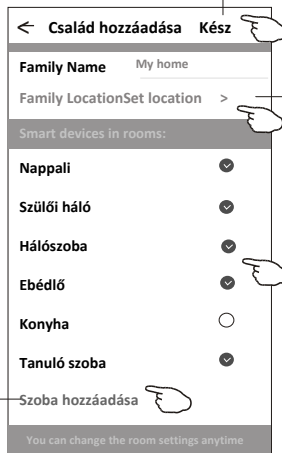 ← Család hozzáadása Kész
Family Name My home
Family LocationSet location >
Smart devices in rooms:
Nappali
Szülői háló
Hálószoba
Ebédlő
Konyha
Tanuló szoba
Szoba hozzáadása
You can change the room settings anytime